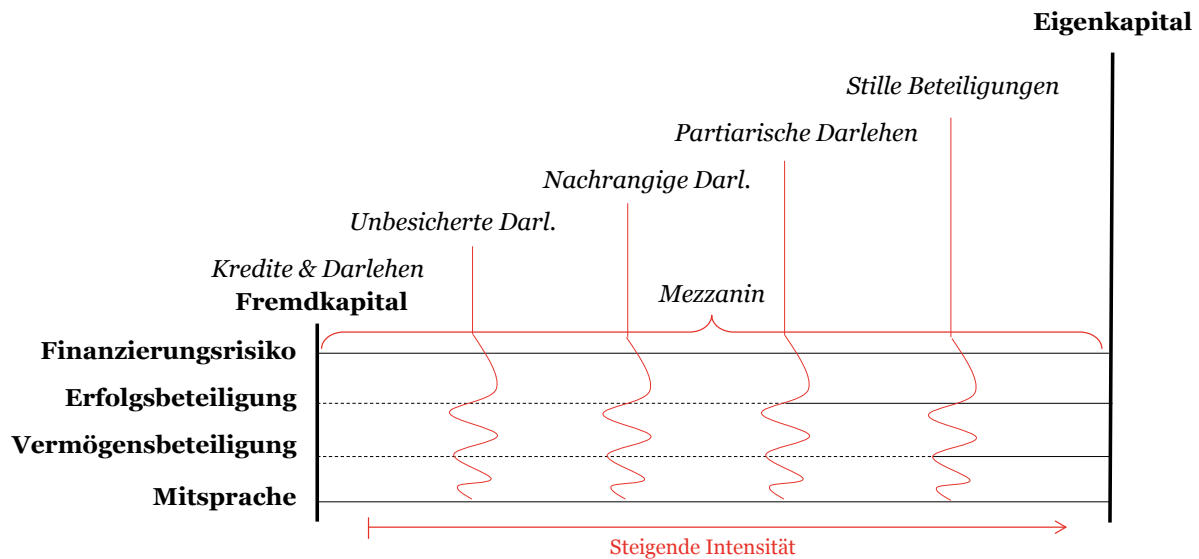 Eigenkapital
Stille Beteiligungen
Partiarische Darlehen
Nachrangige Darl.
Unbesicherte Darl.
Kredite & Darlehen
Fremdkapital
Mezzanin
Finanzierungsrisiko
Erfolgsbeteiligung
Vermögensbeteiligung
Mitsprache
Steigende Intensität